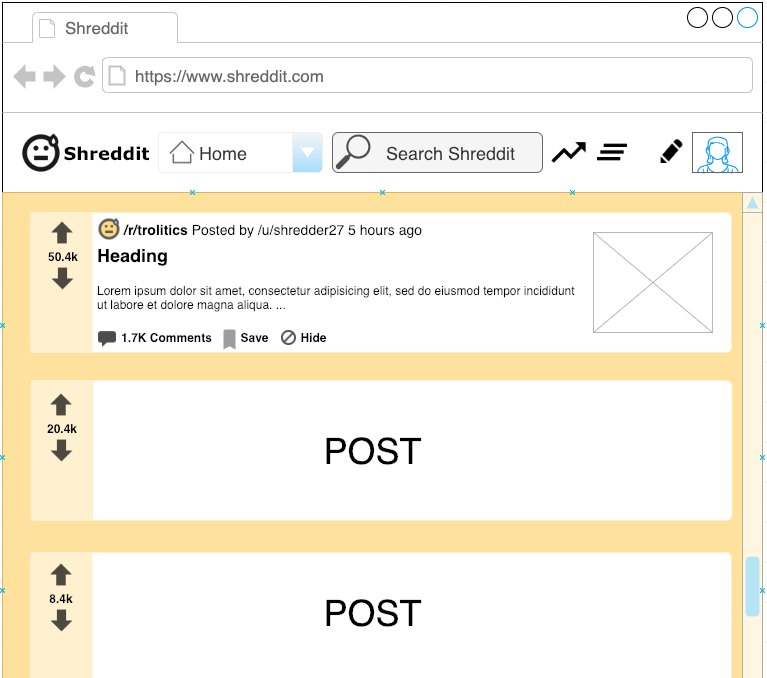 Shreddit
https://www.shreddit.com
Shreddit Home Search Shreddit
/r/trolitics Posted by /u/shredder27 5 hours ago
50.4k
Heading
Lorem ipsum dolor sit amet, consectetur adipisicing elit, sed do eiusmod tempor incididunt
ut labore et dolore magna aliqua. ...
1.7K Comments Save Hide
20.4k
POST
8.4k
POST